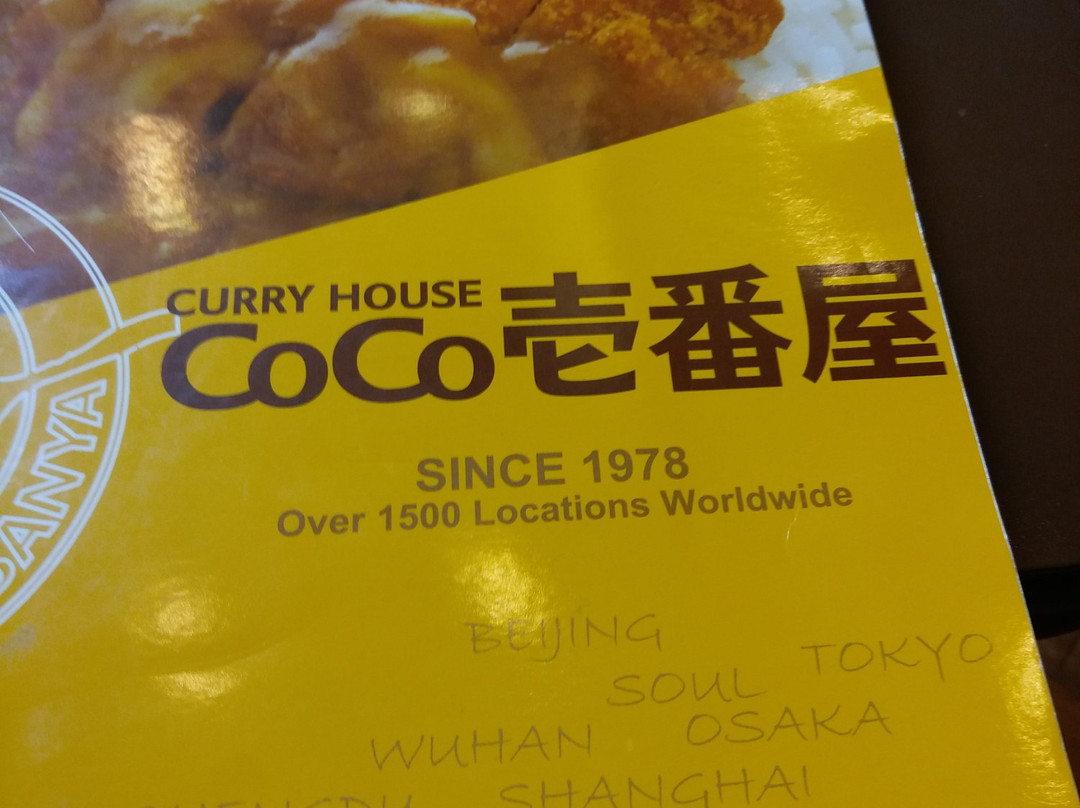 CURRY HOUSE
CoCo壱番屋
SINCE 1978
Over 1500 Locations Worldwide
BEIJING
TOKYO
SOUL
OSAKA
WUHAN
SHANGHAI